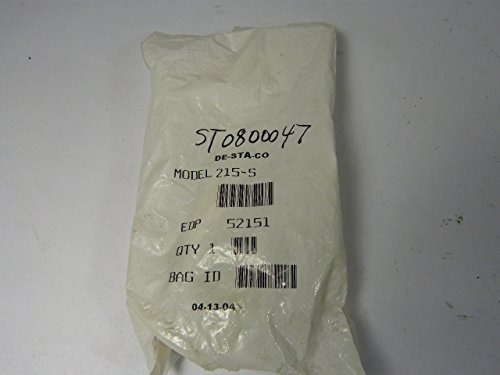 ST0800047
DE-STA-CO
MODEL 215-S
EDP 52151
QTY 1
BAG ID
04-13-04